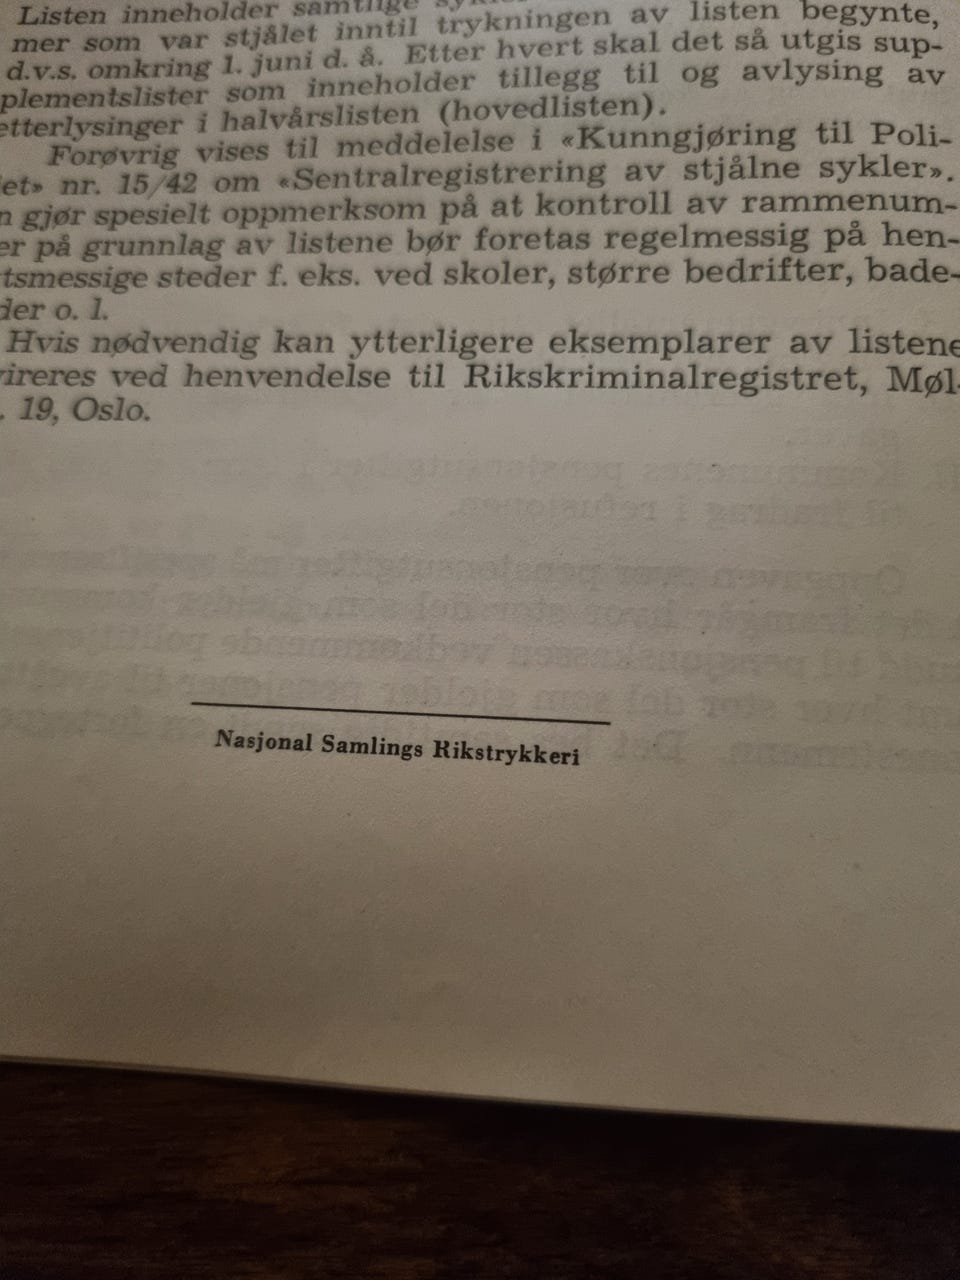 Listen inneholder samtlige
mer som var stjålet inntil trykningen av listen begynte,
d.v.s. omkring 1. juni d. å. Etter hvert skal det så utgis sup-
plementslister som inneholder tillegg til og avlysing av
etterlysinger i halvårslisten (hovedlisten).
Forøvrig vises til meddelelse i «Kunngjøring til Poli-
et» nr. 15/42 om «Sentralregistrering av stjålne sykler».
n gjør spesielt oppmerksom på at kontroll av rammenum-
er på grunnlag av listene bør foretas regelmessig på hen-
tsmessige steder f. eks. ved skoler, større bedrifter, bade-
der o. l.
Hvis nødvendig kan ytterligere eksemplarer av listene
vireres ved henvendelse til Rikskriminalregistret, Møl-
. 19, Oslo.
Nasjonal Samlings Rikstrykkeri